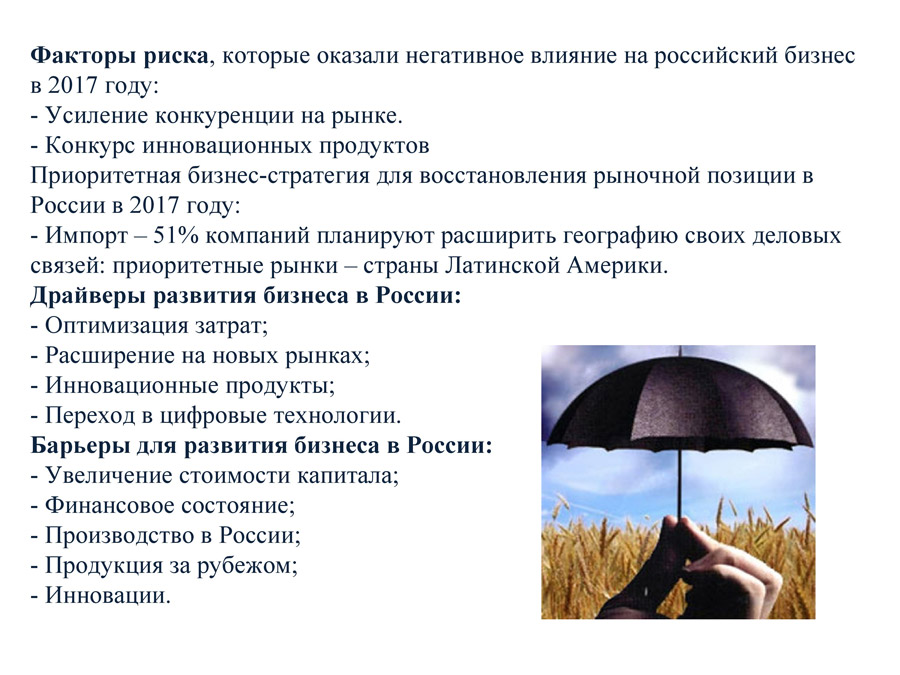 Факторы риска, которые оказали негативное влияние на российский бизнес
в 2017 году:
- Усиление конкуренции на рынке.
- Конкурс инновационных продуктов
Приоритетная бизнес-стратегия для восстановления рыночной позиции в
России в 2017 году:
- Импорт – 51% компаний планируют расширить географию своих деловых
связей: приоритетные рынки – страны Латинской Америки.
Драйверы развития бизнеса в России:
- Оптимизация затрат;
- Расширение на новых рынках;
- Инновационные продукты;
- Переход в цифровые технологии.
Барьеры для развития бизнеса в России:
- Увеличение стоимости капитала;
- Финансовое состояние;
- Производство в России;
- Продукция за рубежом;
- Инновации.